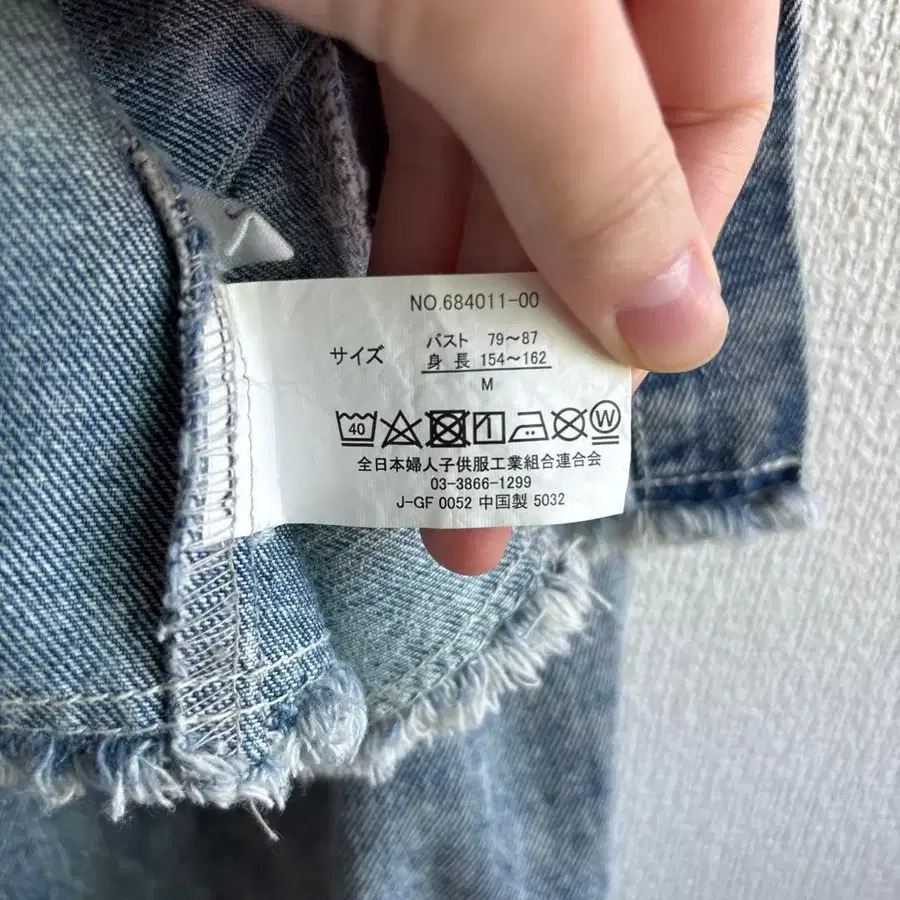 NO.684011-00
サイズ
バスト 79～87
身長 154～162
M
40 W
全日本婦人子供服工業組合連合会
03-3866-1299
J-GF 0052 中国製 5032